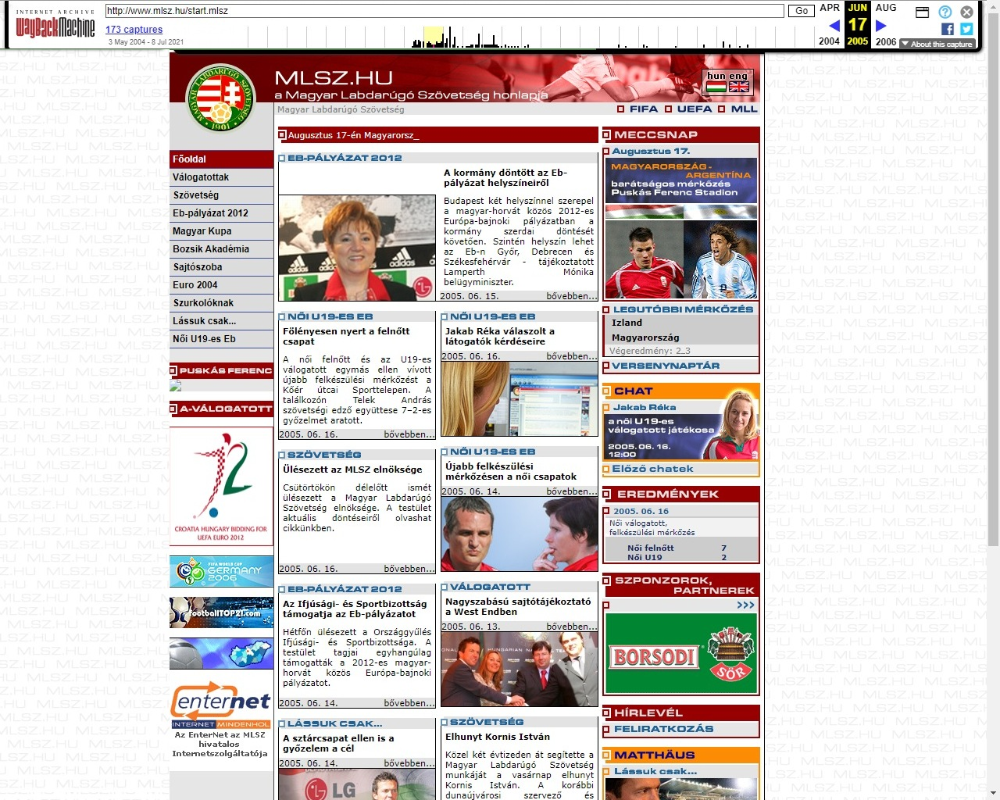 INTERNET ARCHIVE
WayBackMachine
http://www.mlsz.hu/start.mlsz
Go
173 captures
3 May 2004 - 8 Jul 2021
APR
JUN
AUG
17
2004
2005
2006
About this capture
MAGYAR LABDARÚGÓ SZÖVETSÉG
1901
MLSZ.HU
a Magyar Labdarúgó Szövetség honlapja
hun eng
Magyar Labdarúgó Szövetség
FIFA
UEFA
MLL
Főoldal
Válogatottak
Szövetség
Eb-pályázat 2012
Magyar Kupa
Bozsik Akadémia
Sajtószoba
Euro 2004
Szurkolóknak
Lássuk csak...
Női U19-es Eb
PUSKÁS FERENC
A-VÁLOGATOTT
CROATIA HUNGARY BIDDING FOR
UEFA EURO 2012
FIFA WORLD CUP
GERMANY
2006
footballTOP21.com
enternet
INTERNET MINDENHOL
Az EnterNet az MLSZ
hivatalos
Internetszolgáltatója
Augusztus 17-én Magyarorsz_
EB-PÁLYÁZAT 2012
A kormány döntött az Eb-
pályázat helyszíneiről
Budapest két helyszínnel szerepel
a magyar-horvát közös 2012-es
Európa-bajnoki pályázatban a
kormány szerdai döntését
követően. Szintén helyszín lehet
az Eb-n Győr, Debrecen és
Székesfehérvár - tájékoztatott
Lamperth Mónika
belügyminiszter.
2005. 06. 15.
bővebben...
adidas
LG
NŐI U19-ES EB
Fölényesen nyert a felnőtt
csapat
A női felnőtt és az U19-es
válogatott egymás ellen vívott
újabb felkészülési mérkőzést a
Kőér útcai Sporttelepen. A
találkozón Telek András
szövetségi edző együttese 7-2-es
győzelmet aratott.
2005. 06. 16.
bővebben...
SZÖVETSÉG
Ülésezett az MLSZ elnöksége
Csütörtökön délelőtt ismét
ülésezett a Magyar Labdarúgó
Szövetség elnöksége. A testület
aktuális döntéseiről olvashat
cikkünkben.
2005. 06. 16.
bővebben...
EB-PÁLYÁZAT 2012
Az Ifjúsági- és Sportbizottság
támogatja az Eb-pályázatot
Hétfőn ülésezett a Országgyűlés
Ifjúsági- és Sportbizottsága. A
testület tagjai egyhangúlag
támogatták a 2012-es magyar-
horvát közös Európa-bajnoki
pályázatot.
2005. 06. 14.
bővebben...
LÁSSUK CSAK...
A sztárcsapat ellen is a
győzelem a cél
2005. 06. 14.
bővebben...
LG
NŐI U19-ES EB
Jakab Réka válaszolt a
látogatók kérdéseire
2005. 06. 16.
bővebben...
NŐI U19-ES EB
Újabb felkészülési
mérkőzésen a női csapatok
2005. 06. 14.
bővebben...
VÁLOGATOTT
Nagyszabású sajtótájékoztató
a West Endben
2005. 06. 13.
bővebben...
SZÖVETSÉG
Elhunyt Kornis István
Közel két évtizeden át segítette a
Magyar Labdarúgó Szövetség
munkáját a vasárnap elhunyt
Kornis István. A korábbi
dunaújvárosi szervező és
MECCSNAP
Augusztus 17.
MAGYARORSZÁG -
ARGENTÍNA
barátságos mérkőzés
Puskás Ferenc Stadion
LEGUTÓBBI MÉRKŐZÉS
Izland
Magyarország
Végeredmény: 2_3
VERSENYNAPTÁR
CHAT
Jakab Réka
a női U19-es
válogatott játékosa
2005. 06. 16.
12:00
Előző chatek
EREDMÉNYEK
2005. 06. 16
Női válogatott,
felkészülési mérkőzés
Női felnőtt 7
Női U19 2
SZPONZOROK,
PARTNEREK
>>>
BORSODI
SÖR
HÍRLEVÉL
FELIRATKOZÁS
MATTHÄUS
Lássuk csak...